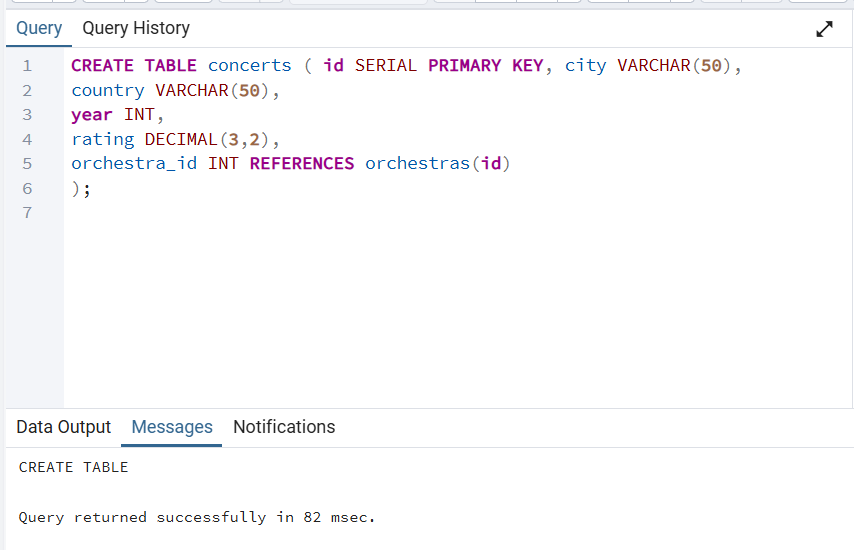 Query Query History
1 CREATE TABLE concerts ( id SERIAL PRIMARY KEY, city VARCHAR(50),
2 country VARCHAR(50),
3 year INT,
4 rating DECIMAL(3,2),
5 orchestra_id INT REFERENCES orchestras(id)
6 );
7
Data Output Messages Notifications
CREATE TABLE
Query returned successfully in 82 msec.